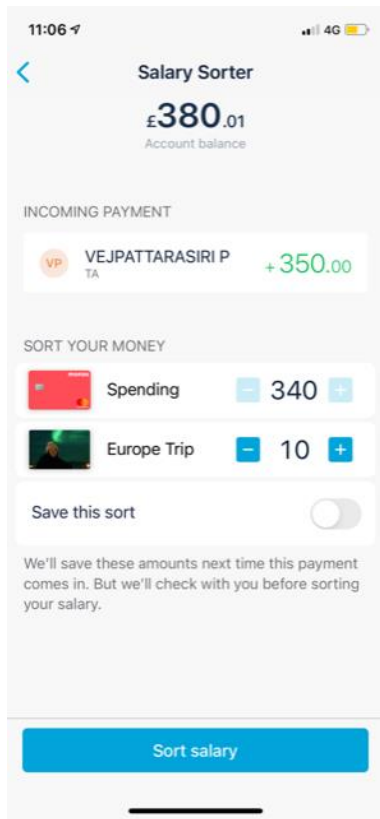 11:06
4G
Salary Sorter
£380.01
Account balance
INCOMING PAYMENT
VP
VEJPATTARASIRI P
+350.00
TA
SORT YOUR MONEY
Spending
- 340 +
Europe Trip
- 10 +
Save this sort
We'll save these amounts next time this payment
comes in. But we'll check with you before sorting
your salary.
Sort salary